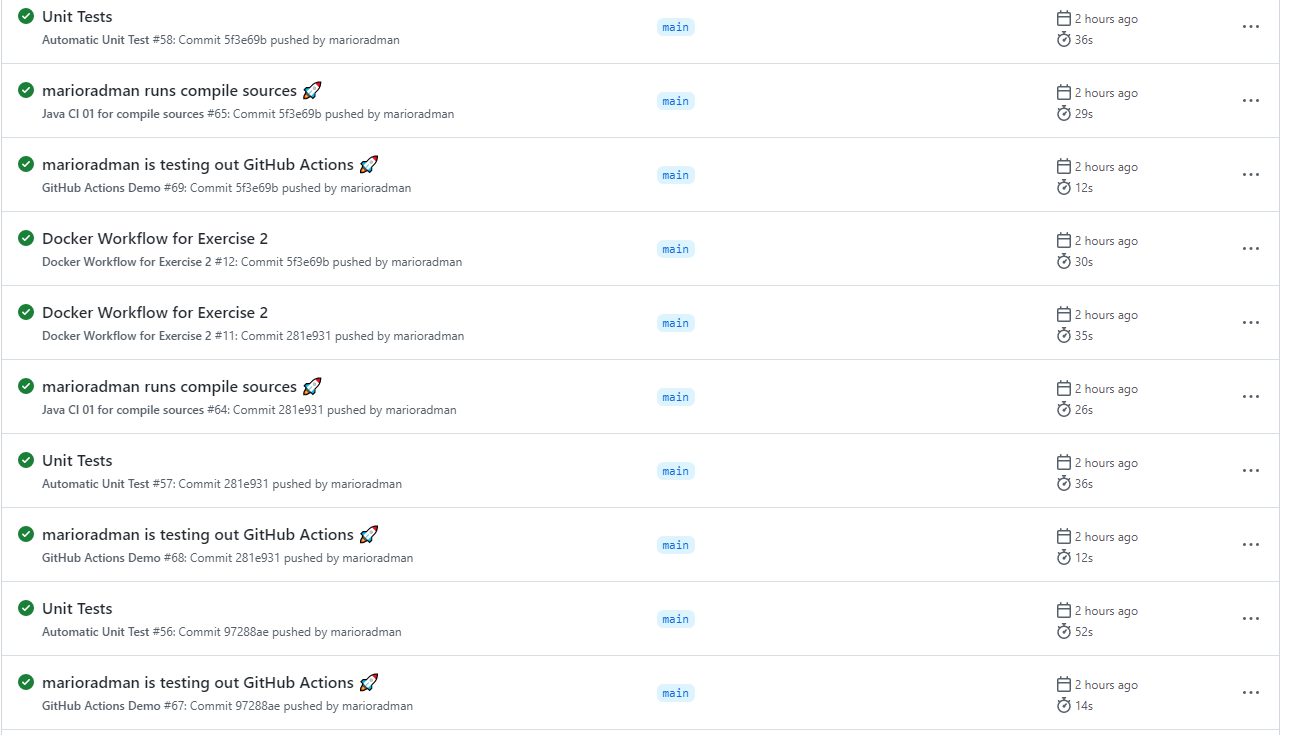 Unit Tests
Automatic Unit Test #58: Commit 5f3e69b pushed by marioradman
main
2 hours ago
36s
marioradman runs compile sources 🚀
Java CI 01 for compile sources #65: Commit 5f3e69b pushed by marioradman
main
2 hours ago
29s
marioradman is testing out GitHub Actions 🚀
GitHub Actions Demo #69: Commit 5f3e69b pushed by marioradman
main
2 hours ago
12s
Docker Workflow for Exercise 2
Docker Workflow for Exercise 2 #12: Commit 5f3e69b pushed by marioradman
main
2 hours ago
30s
Docker Workflow for Exercise 2
Docker Workflow for Exercise 2 #11: Commit 281e931 pushed by marioradman
main
2 hours ago
35s
marioradman runs compile sources 🚀
Java CI 01 for compile sources #64: Commit 281e931 pushed by marioradman
main
2 hours ago
26s
Unit Tests
Automatic Unit Test #57: Commit 281e931 pushed by marioradman
main
2 hours ago
36s
marioradman is testing out GitHub Actions 🚀
GitHub Actions Demo #68: Commit 281e931 pushed by marioradman
main
2 hours ago
12s
Unit Tests
Automatic Unit Test #56: Commit 97288ae pushed by marioradman
main
2 hours ago
52s
marioradman is testing out GitHub Actions 🚀
GitHub Actions Demo #67: Commit 97288ae pushed by marioradman
main
2 hours ago
14s